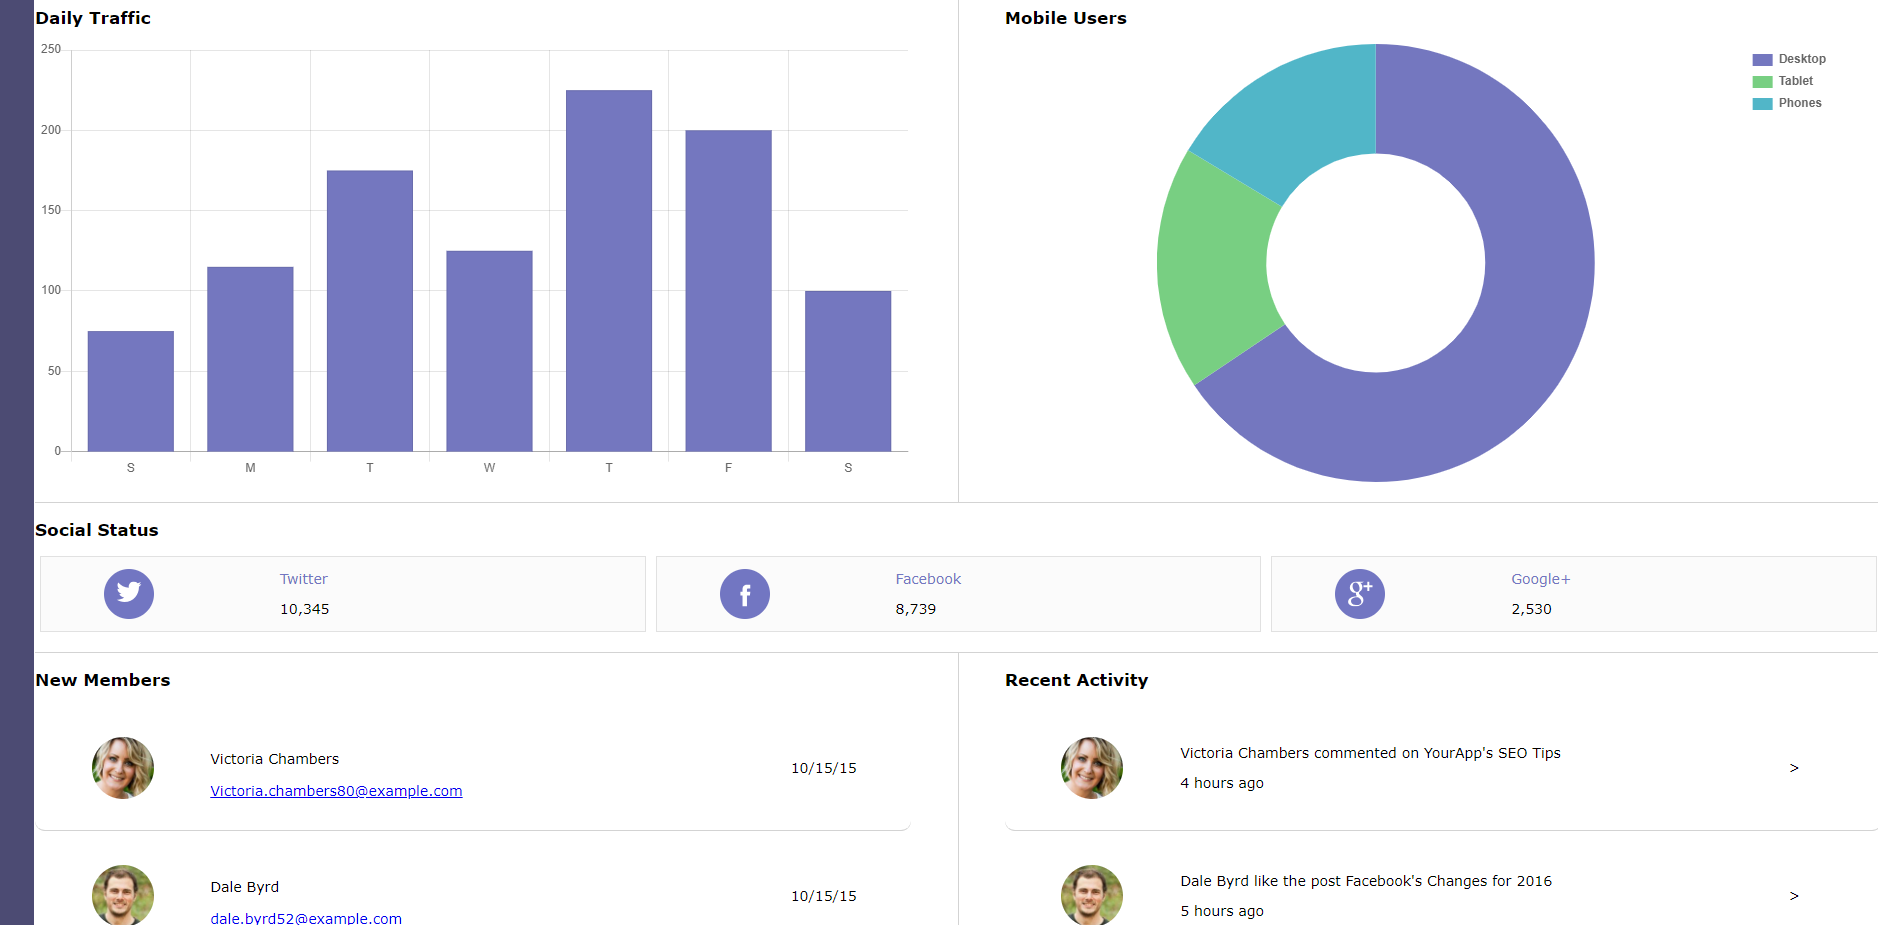 Daily Traffic
250
200
150
100
50
0
S M T W T F S
Mobile Users
Desktop
Tablet
Phones
Social Status
Twitter
10,345
Facebook
8,739
Google+
2,530
New Members
Victoria Chambers
Victoria.chambers80@example.com
10/15/15
Dale Byrd
dale.byrd52@example.com
10/15/15
Recent Activity
Victoria Chambers commented on YourApp's SEO Tips
4 hours ago
>
Dale Byrd like the post Facebook's Changes for 2016
5 hours ago
>